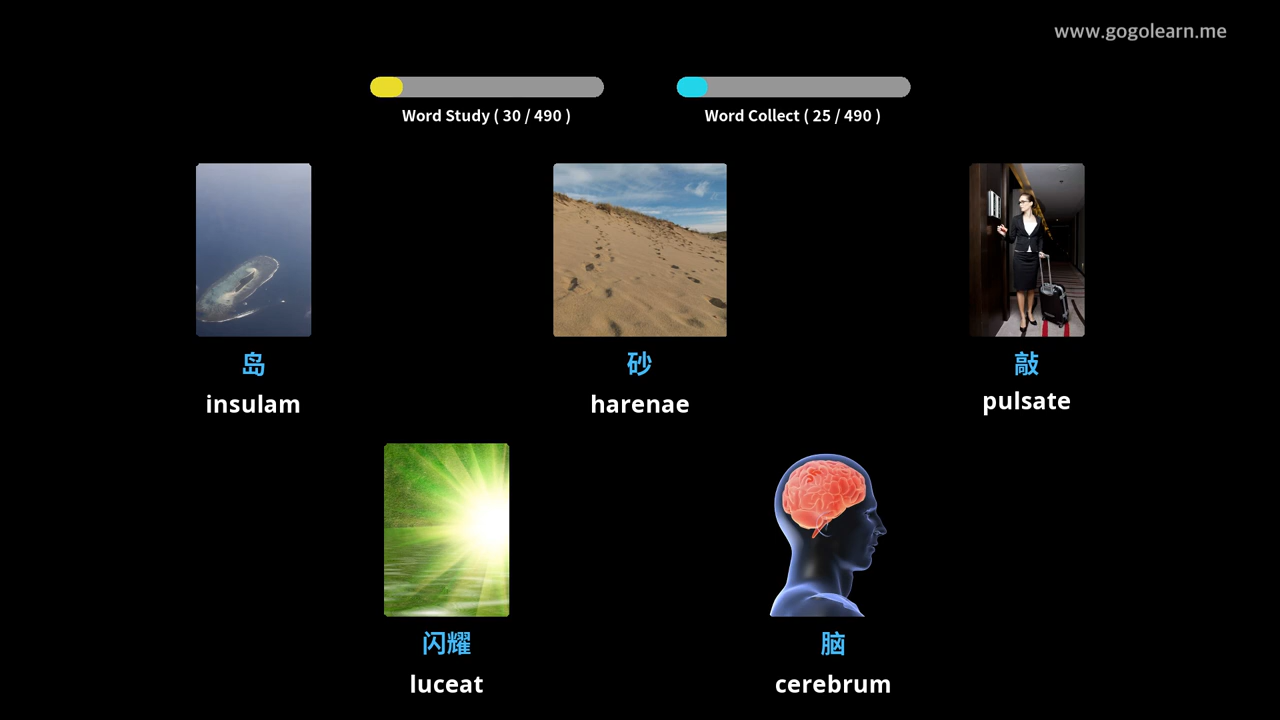 www.gogolearn.me
Word Study ( 30 / 490 )
Word Collect ( 25 / 490 )
岛
insulam
砂
harenae
敲
pulsate
闪耀
luceat
脑
cerebrum